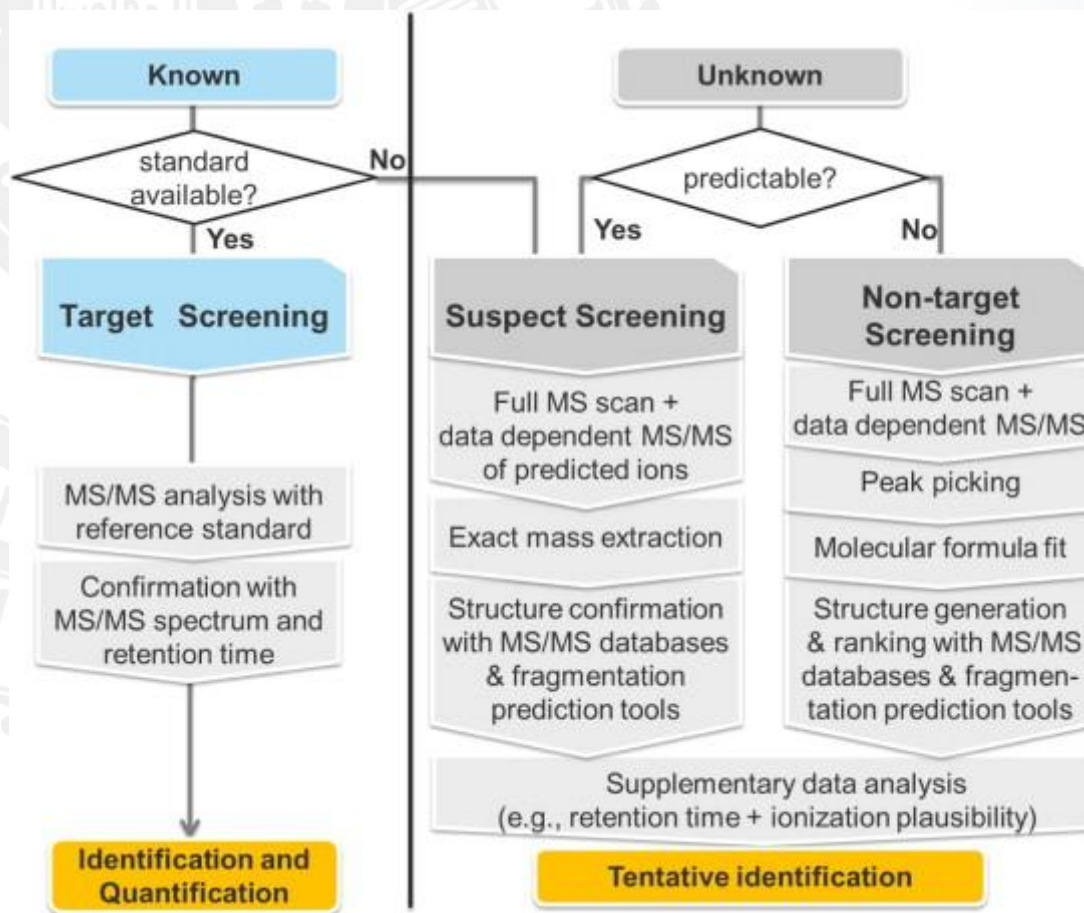 Known
standard
available?
No
Yes
Target Screening
MS/MS analysis with
reference standard
Confirmation with
MS/MS spectrum and
retention time
Identification and
Quantification
Unknown
predictable?
Yes
No
Suspect Screening
Full MS scan +
data dependent MS/MS
of predicted ions
Exact mass extraction
Structure confirmation
with MS/MS databases
& fragmentation
prediction tools
Non-target
Screening
Full MS scan +
data dependent MS/MS
Peak picking
Molecular formula fit
Structure generation
& ranking with MS/MS
databases & fragmen-
tation prediction tools
Supplementary data analysis
(e.g., retention time + ionization plausibility)
Tentative identification